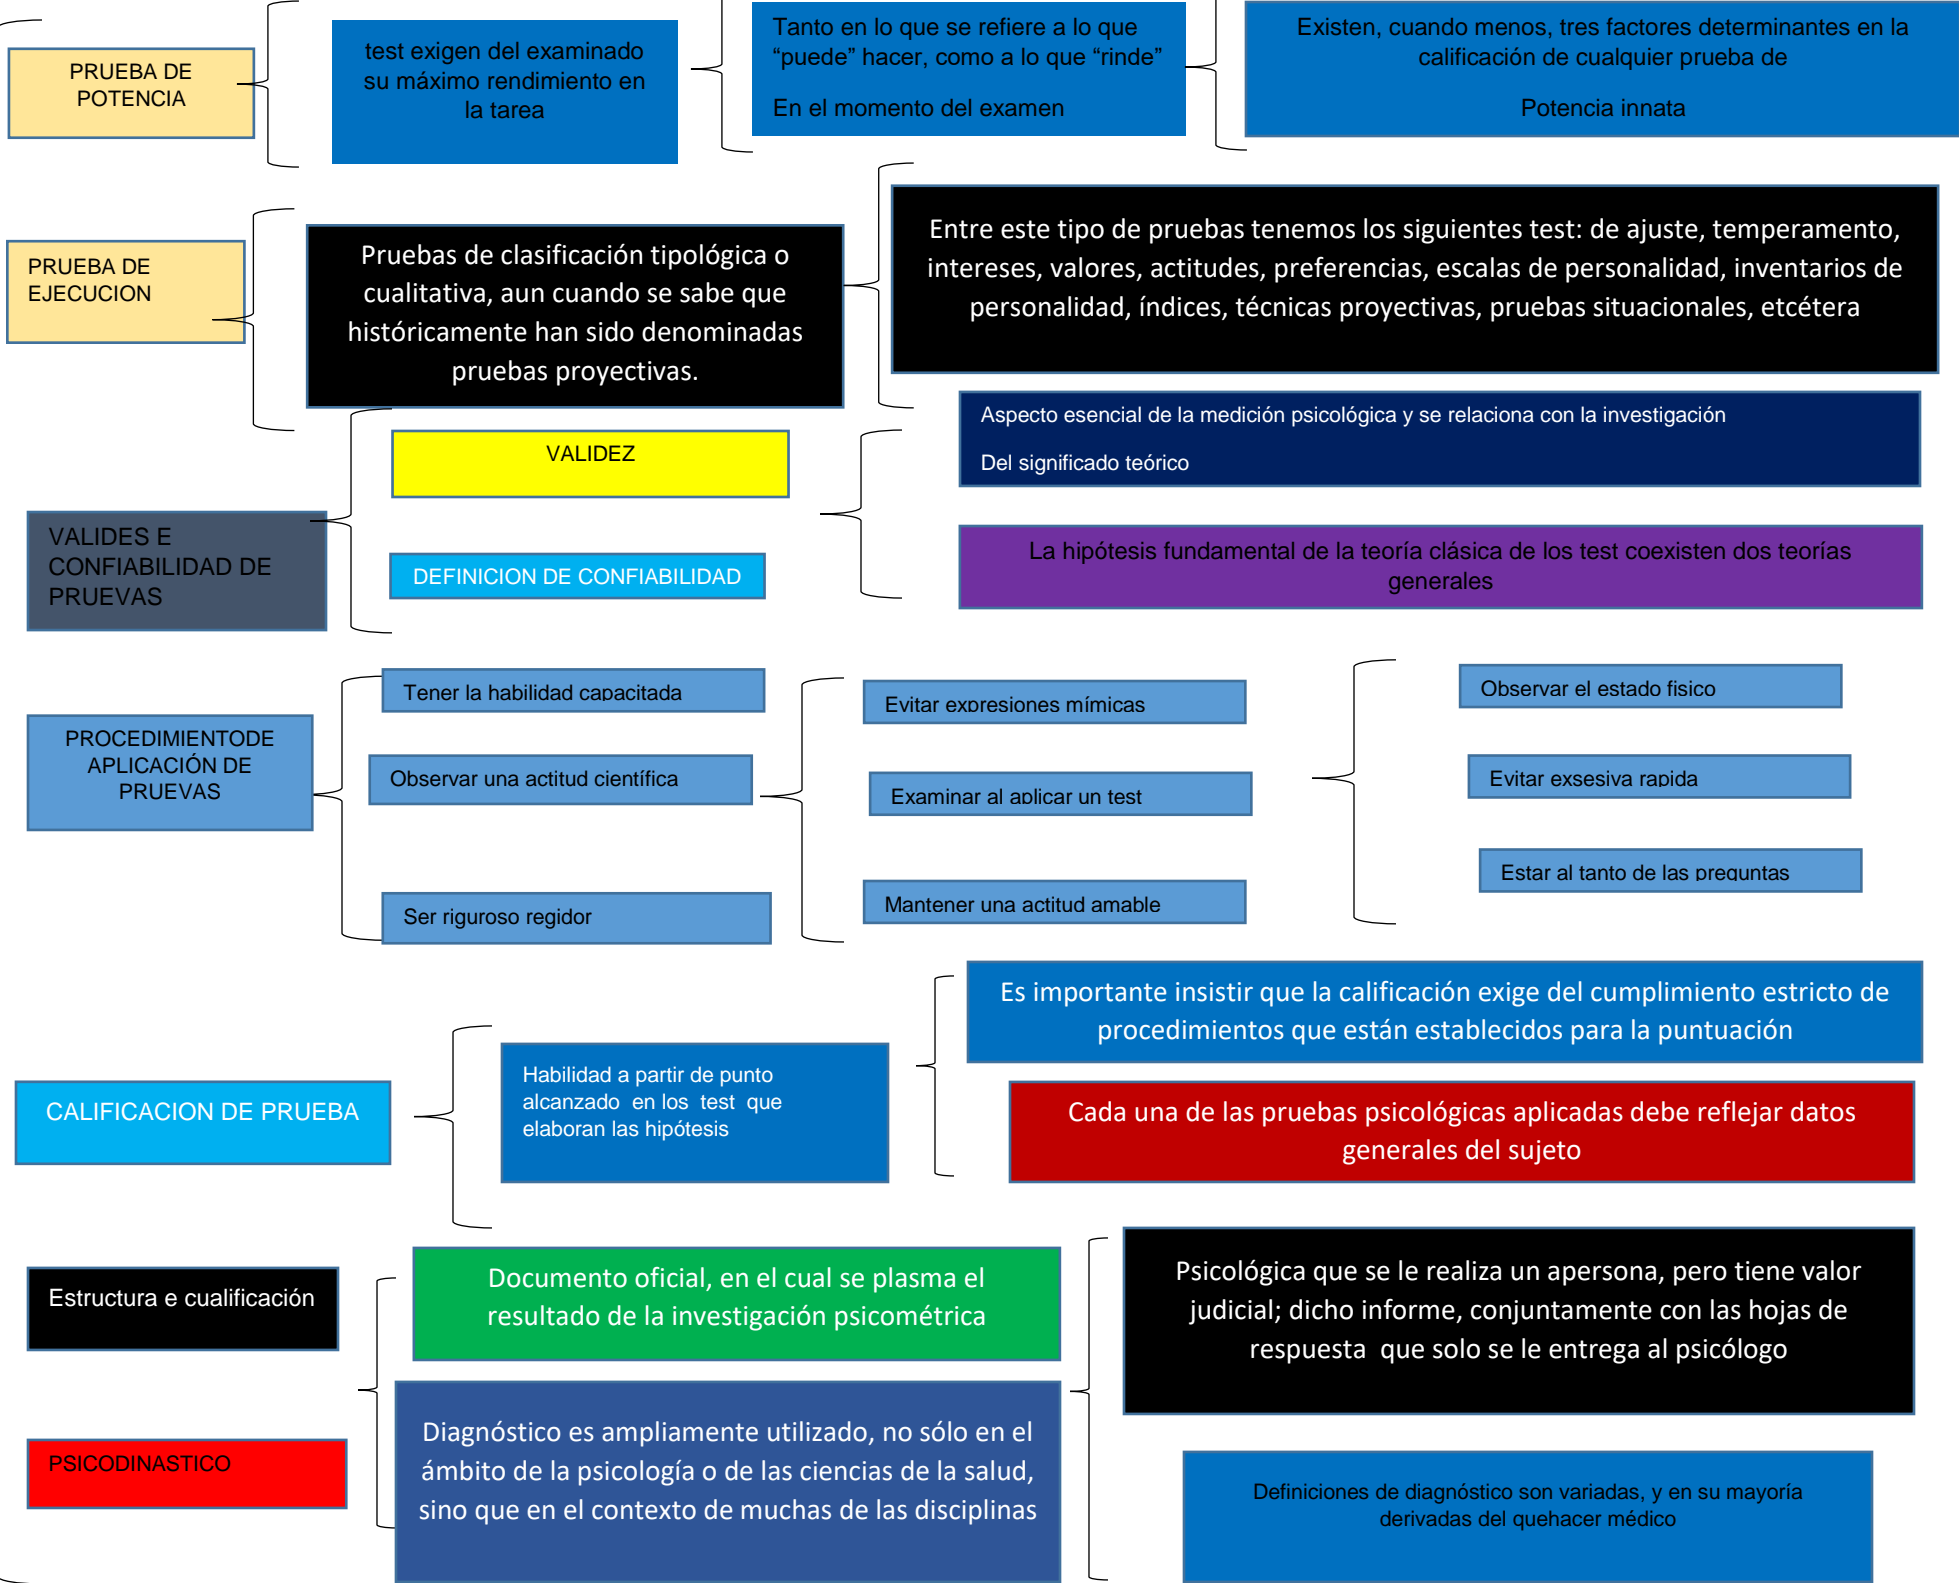 PRUEBA DE
POTENCIA
test exigen del examinado
su máximo rendimiento en
la tarea
Tanto en lo que se refiere a lo que
“puede” hacer, como a lo que “rinde”
En el momento del examen
Existen, cuando menos, tres factores determinantes en la
calificación de cualquier prueba de
Potencia innata
PRUEBA DE
EJECUCION
Pruebas de clasificación tipológica o
cualitativa, aun cuando se sabe que
históricamente han sido denominadas
pruebas proyectivas.
Entre este tipo de pruebas tenemos los siguientes test: de ajuste, temperamento,
intereses, valores, actitudes, preferencias, escalas de personalidad, inventarios de
personalidad, índices, técnicas proyectivas, pruebas situacionales, etcétera
VALIDES E
CONFIABILIDAD DE
PRUEVAS
VALIDEZ
DEFINICION DE CONFIABILIDAD
Aspecto esencial de la medición psicológica y se relaciona con la investigación
Del significado teórico
La hipótesis fundamental de la teoría clásica de los test coexisten dos teorías
generales
PROCEDIMIENTODE
APLICACIÓN DE
PRUEVAS
Tener la habilidad capacitada
Observar una actitud científica
Ser riguroso regidor
Evitar expresiones mímicas
Examinar al aplicar un test
Mantener una actitud amable
Observar el estado fisico
Evitar exsesiva rapida
Estar al tanto de las preguntas
CALIFICACION DE PRUEBA
Habilidad a partir de punto
alcanzado en los test que
elaboran las hipótesis
Es importante insistir que la calificación exige del cumplimiento estricto de
procedimientos que están establecidos para la puntuación
Cada una de las pruebas psicológicas aplicadas debe reflejar datos
generales del sujeto
Estructura e cualificación
PSICODINASTICO
Documento oficial, en el cual se plasma el
resultado de la investigación psicométrica
Diagnóstico es ampliamente utilizado, no sólo en el
ámbito de la psicología o de las ciencias de la salud,
sino que en el contexto de muchas de las disciplinas
Psicológica que se le realiza un apersona, pero tiene valor
judicial; dicho informe, conjuntamente con las hojas de
respuesta que solo se le entrega al psicólogo
Definiciones de diagnóstico son variadas, y en su mayoría
derivadas del quehacer médico